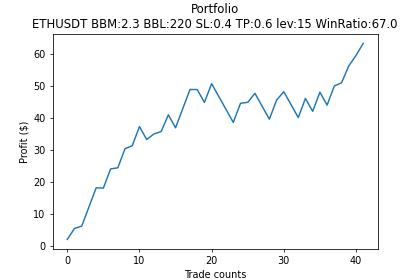 Portfolio
ETHUSDT BBM:2.3 BBL:220 SL:0.4 TP:0.6 lev:15 WinRatio:67.0
60
50
40
30
20
10
0
Profit ($)
0 10 20 30 40
Trade counts